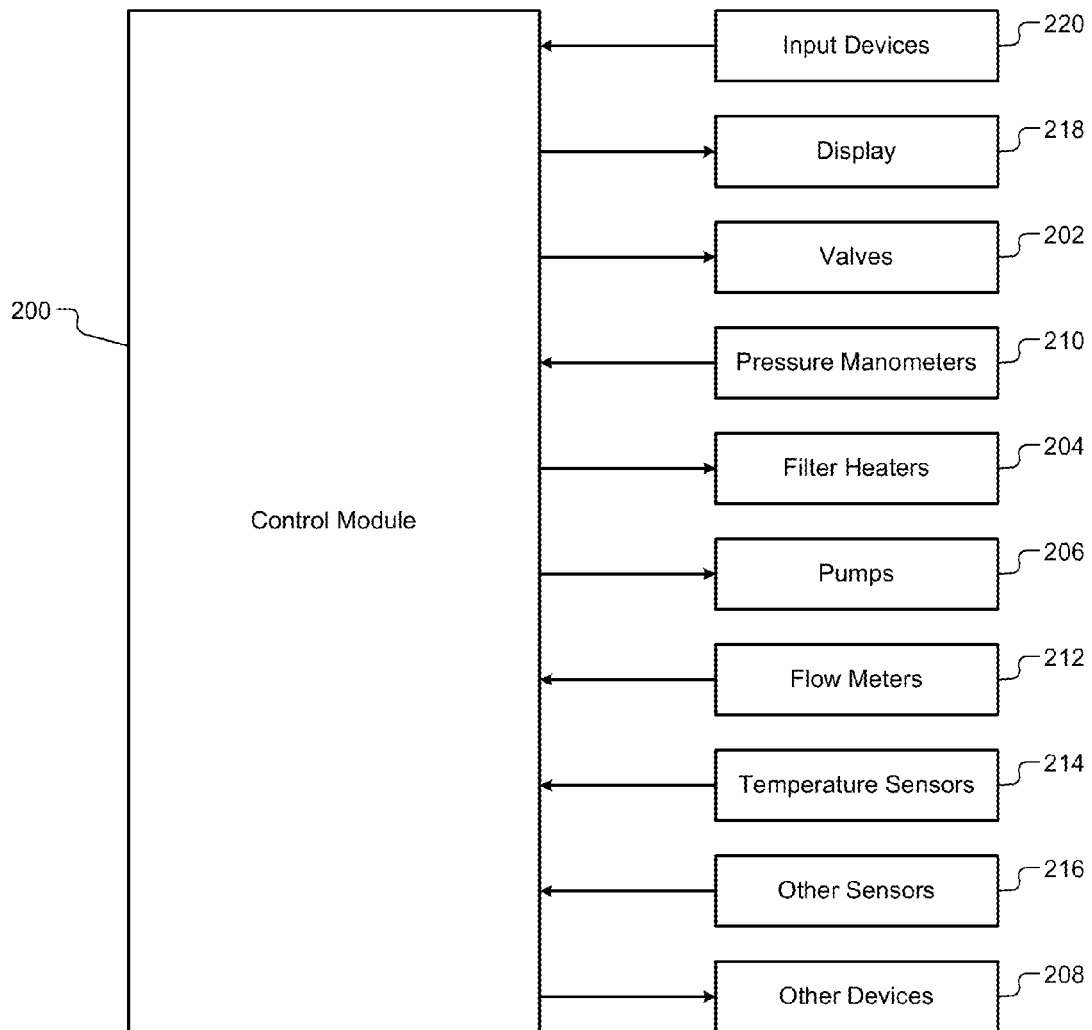 Input Devices
220
Display
218
Valves
202
200
Pressure Manometers
210
Filter Heaters
204
Control Module
Pumps
206
Flow Meters
212
Temperature Sensors
214
Other Sensors
216
Other Devices
208